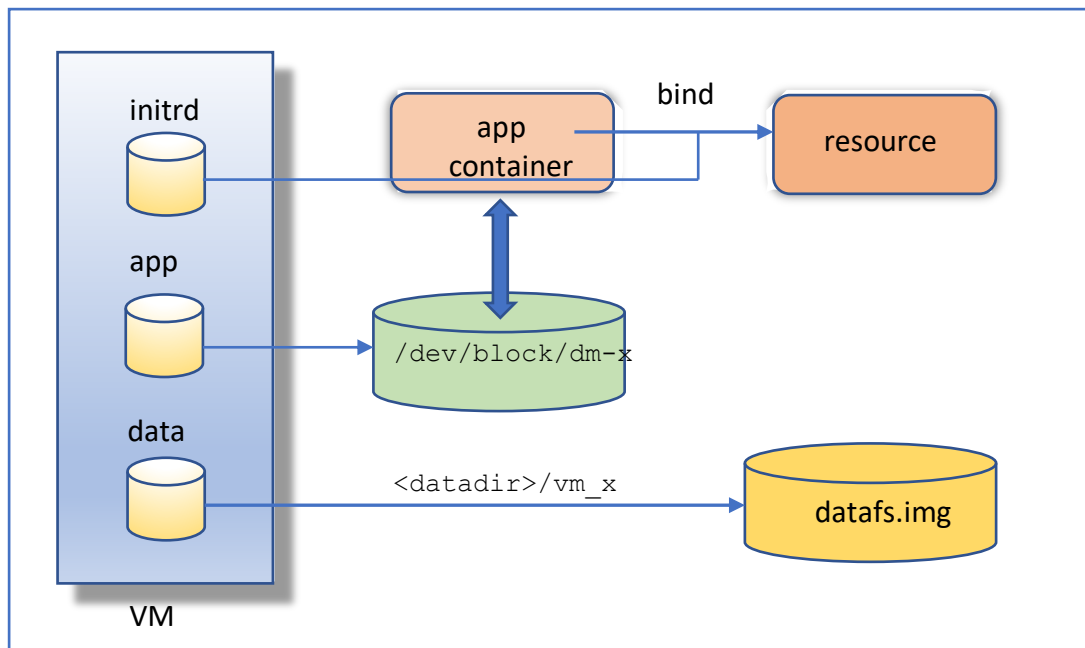 initrd
app
container
bind
resource
app
/dev/block/dm-x
data
<datadir>/vm_x
datafs.img
VM